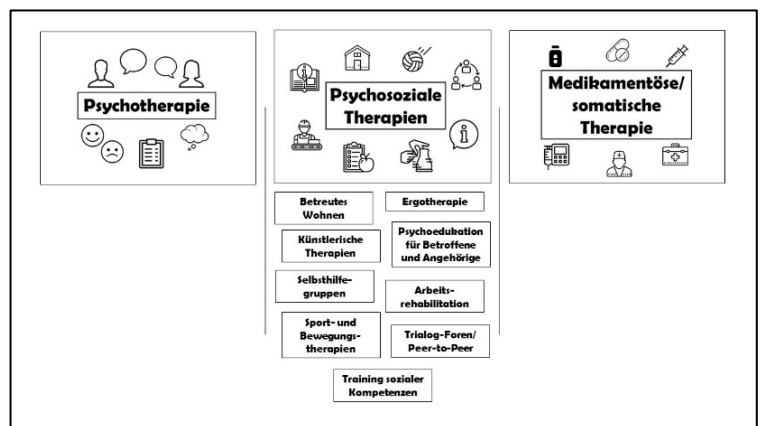 Psychotherapie
Psychosoziale
Therapien
Medikamentöse/
somatische
Therapie
Betreutes
Wohnen
Ergotherapie
Künstlerische
Therapien
Psychoedukation
für Betroffene
und Angehörige
Selbsthilfe-
gruppen
Arbeits-
rehabilitation
Sport- und
Bewegungs-
therapien
Trialog-Foren/
Peer-to-Peer
Training sozialer
Kompetenzen